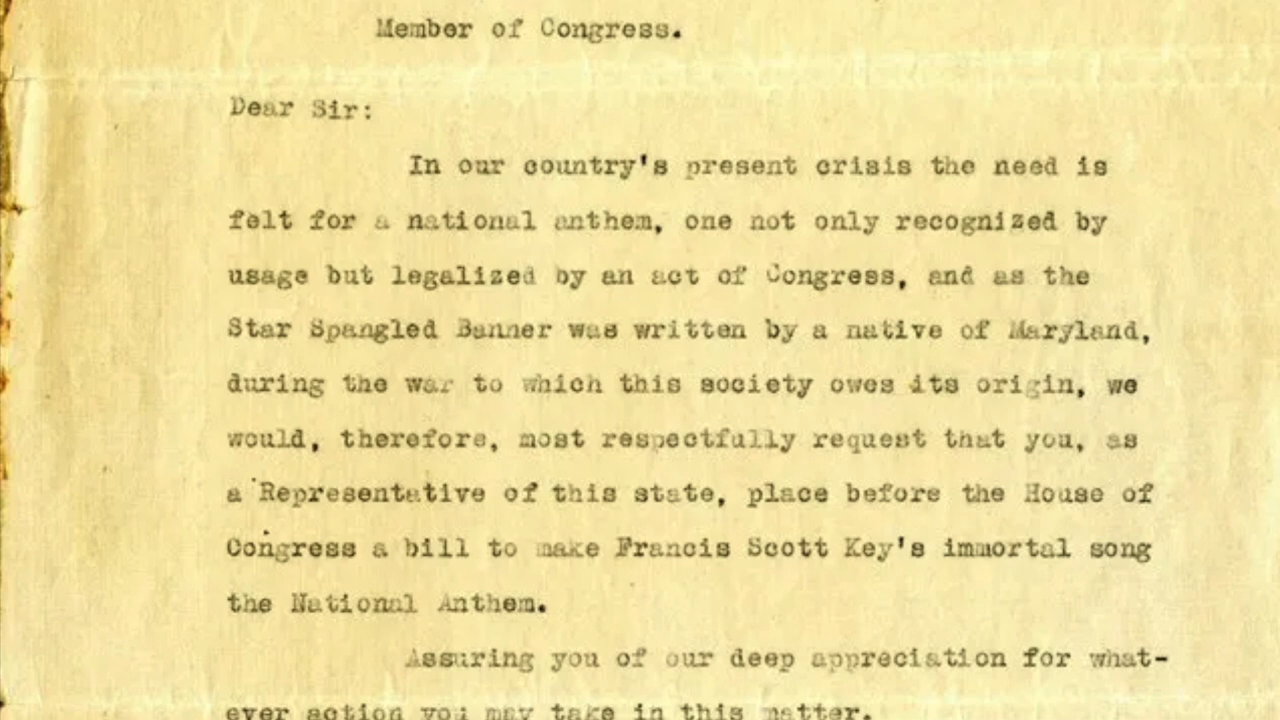 Member of Congress.
Dear Sir:
In our country's present crisis the need is
felt for a national anthem, one not only recognized by
usage but legalized by an act of Congress, and as the
Star Spangled Banner was written by a native of Maryland,
during the war to which this society owes its origin, we
would, therefore, most respectfully request that you, as
a Representative of this state, place before the House of
Congress a bill to make Francis Scott Key's immortal song
the National Anthem.
Assuring you of our deep appreciation for what-
ever action you may take in this matter.